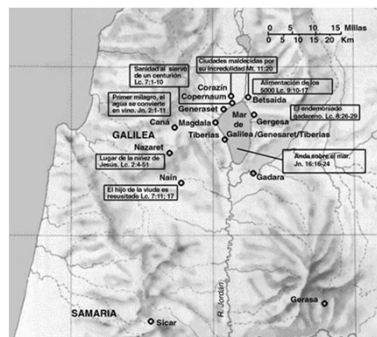 0 5 10 15 Millas
0 5 10 15 20 Km
Ciudades maldecidas por
su incredulidad Mt. 11:20
Sanidad al siervo
de un centurión
Lc. 7:1-10
Corazín
Copernaum
Alimentación de los
5000 Lc. 9:10-17
Betsaida
Primer milagro, el
agua se convierte
en vino. Jn. 2:1-11
Generaset
El endemoniado
gadareno. Lc. 8:26-29
Caná
Magdala
Mar
de
Gergesa
GALILEA
Tiberias
Galilea /Genesaret/Tiberias
Nazaret
Lugar de la niñez de
Jesús. Lc. 2:4-51
Anda sobre el mar.
Jn. 16:16-24
Gadara
Naín
El hijo de la viuda es
resusitado Lc. 7:11; 17
R. Jordán
Gerasa
SAMARIA
Sicar